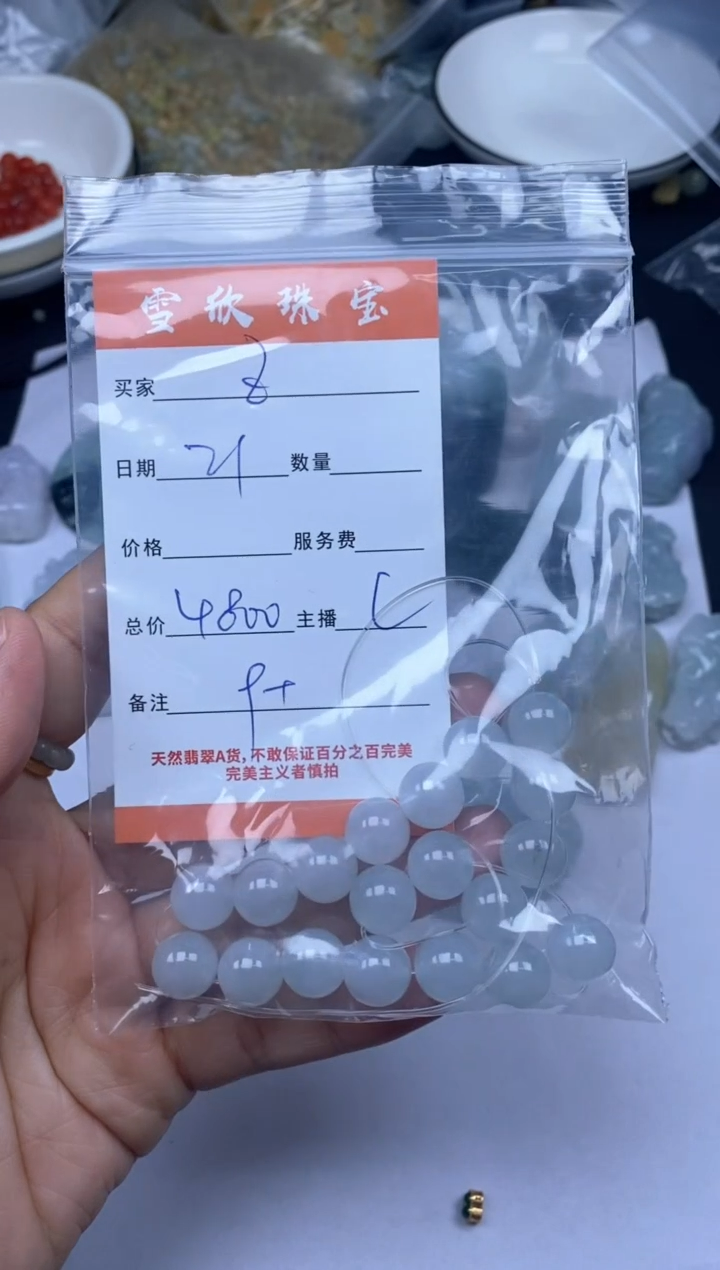 雪欣珠宝
买家 8
日期 21 数量
价格 服务费
总价 4800 主播 L
备注
天然翡翠A货,不敢保证百分之百完美
完美主义者慎拍